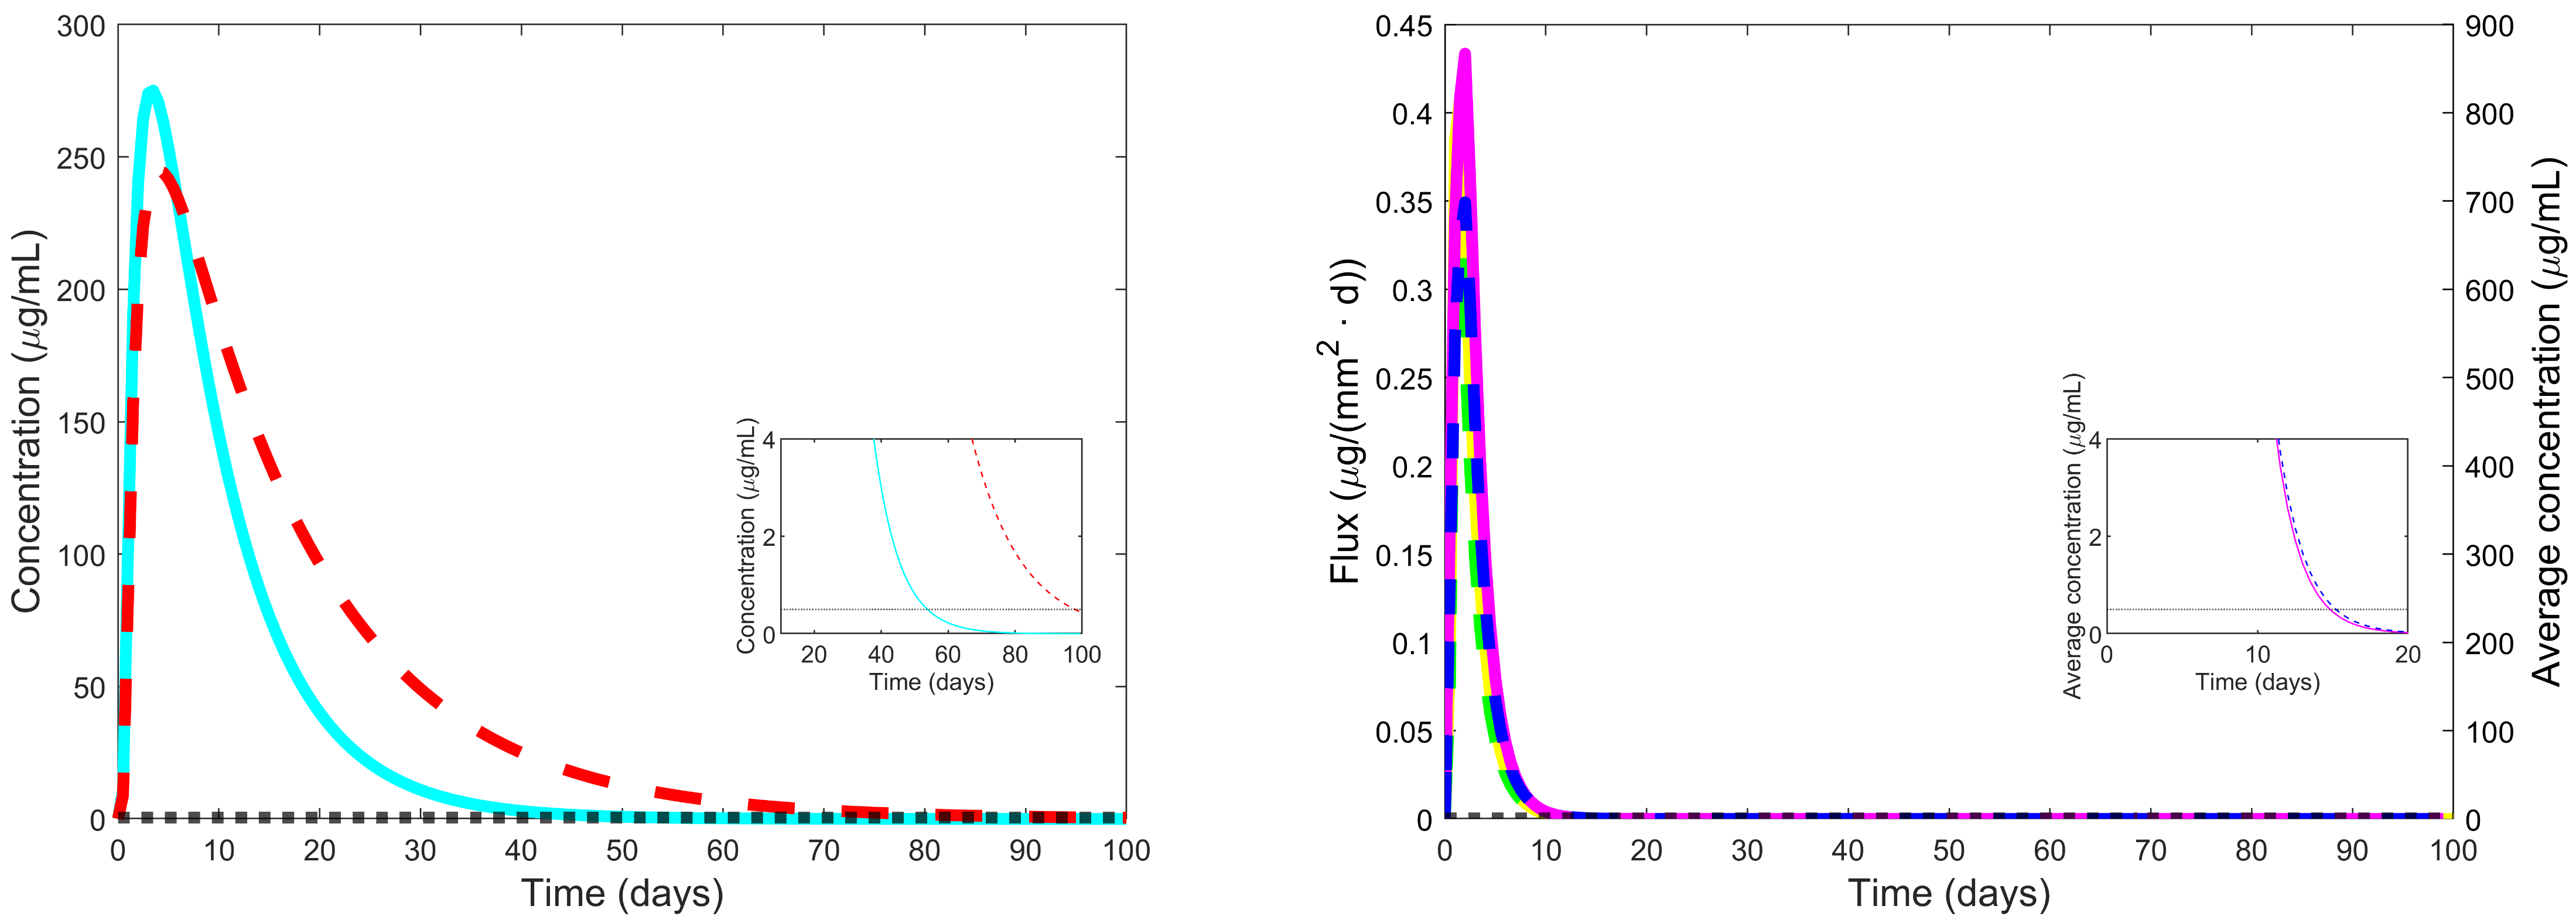 300
250
200
150
100
50
0
Concentration (μg/mL)
0 10 20 30 40 50 60 70 80 90 100
Time (days)
4
2
0
Concentration (μg/mL)
20 40 60 80 100
Time (days)
0.45
0.4
0.35
0.3
0.25
0.2
0.15
0.1
0.05
0
Flux (μg/(mm² · d))
900
800
700
600
500
400
300
200
100
0
Average concentration (μg/mL)
0 10 20 30 40 50 60 70 80 90 100
Time (days)
4
2
0
Average concentration (μg/mL)
0 10 20
Time (days)